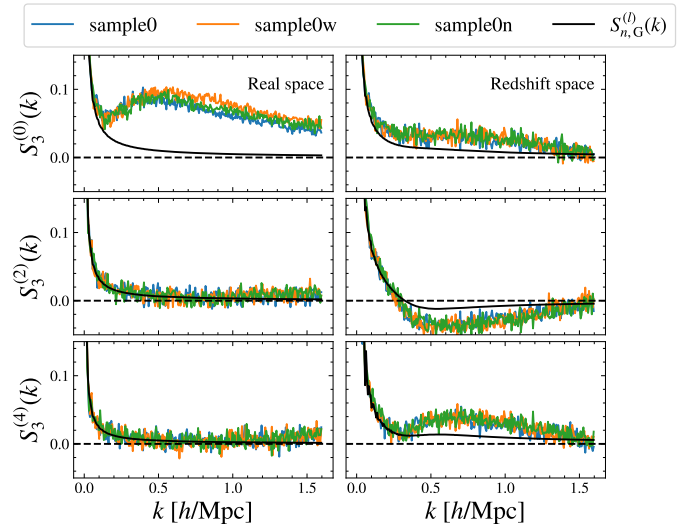 sample0 sample0w sample0n $S_{n,\mathrm{G}}^{(l)}(k)$
Real space Redshift space
$S_3^{(0)}(k)$
0.1
0.0
$S_3^{(2)}(k)$
0.1
0.0
$S_3^{(4)}(k)$
0.1
0.0
0.0 0.5 1.0 1.5 0.0 0.5 1.0 1.5
$k$ [$h$/Mpc] $k$ [$h$/Mpc]